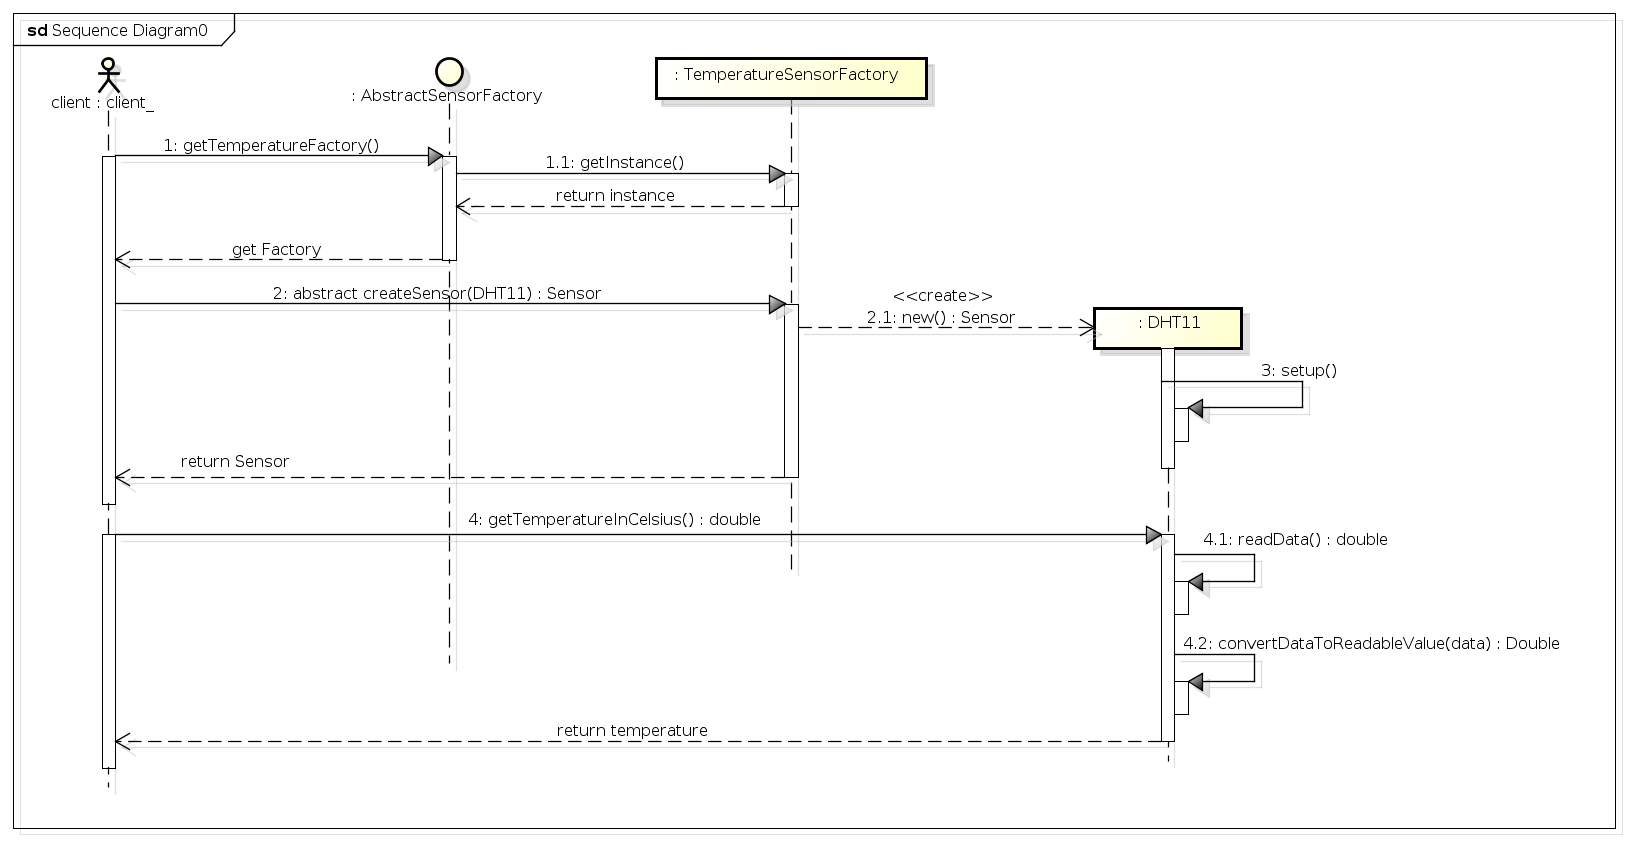 sd Sequence Diagram0
client : client_
: AbstractSensorFactory
: TemperatureSensorFactory
1: getTemperatureFactory()
1.1: getInstance()
return instance
get Factory
2: abstract createSensor(DHT11) : Sensor
<<create>>
2.1: new() : Sensor
: DHT11
3: setup()
return Sensor
4: getTemperatureInCelsius() : double
4.1: readData() : double
4.2: convertDataToReadableValue(data) : Double
return temperature